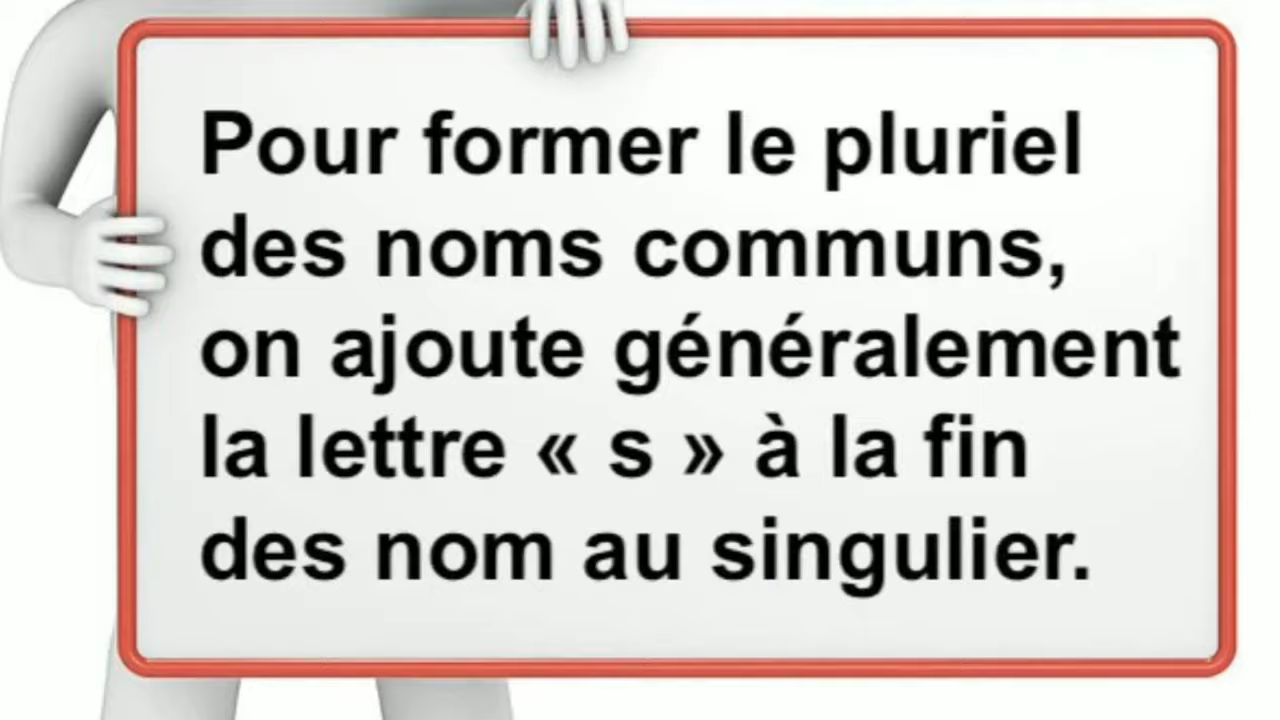 Pour former le pluriel
des noms communs,
on ajoute généralement
la lettre « s » à la fin
des nom au singulier.